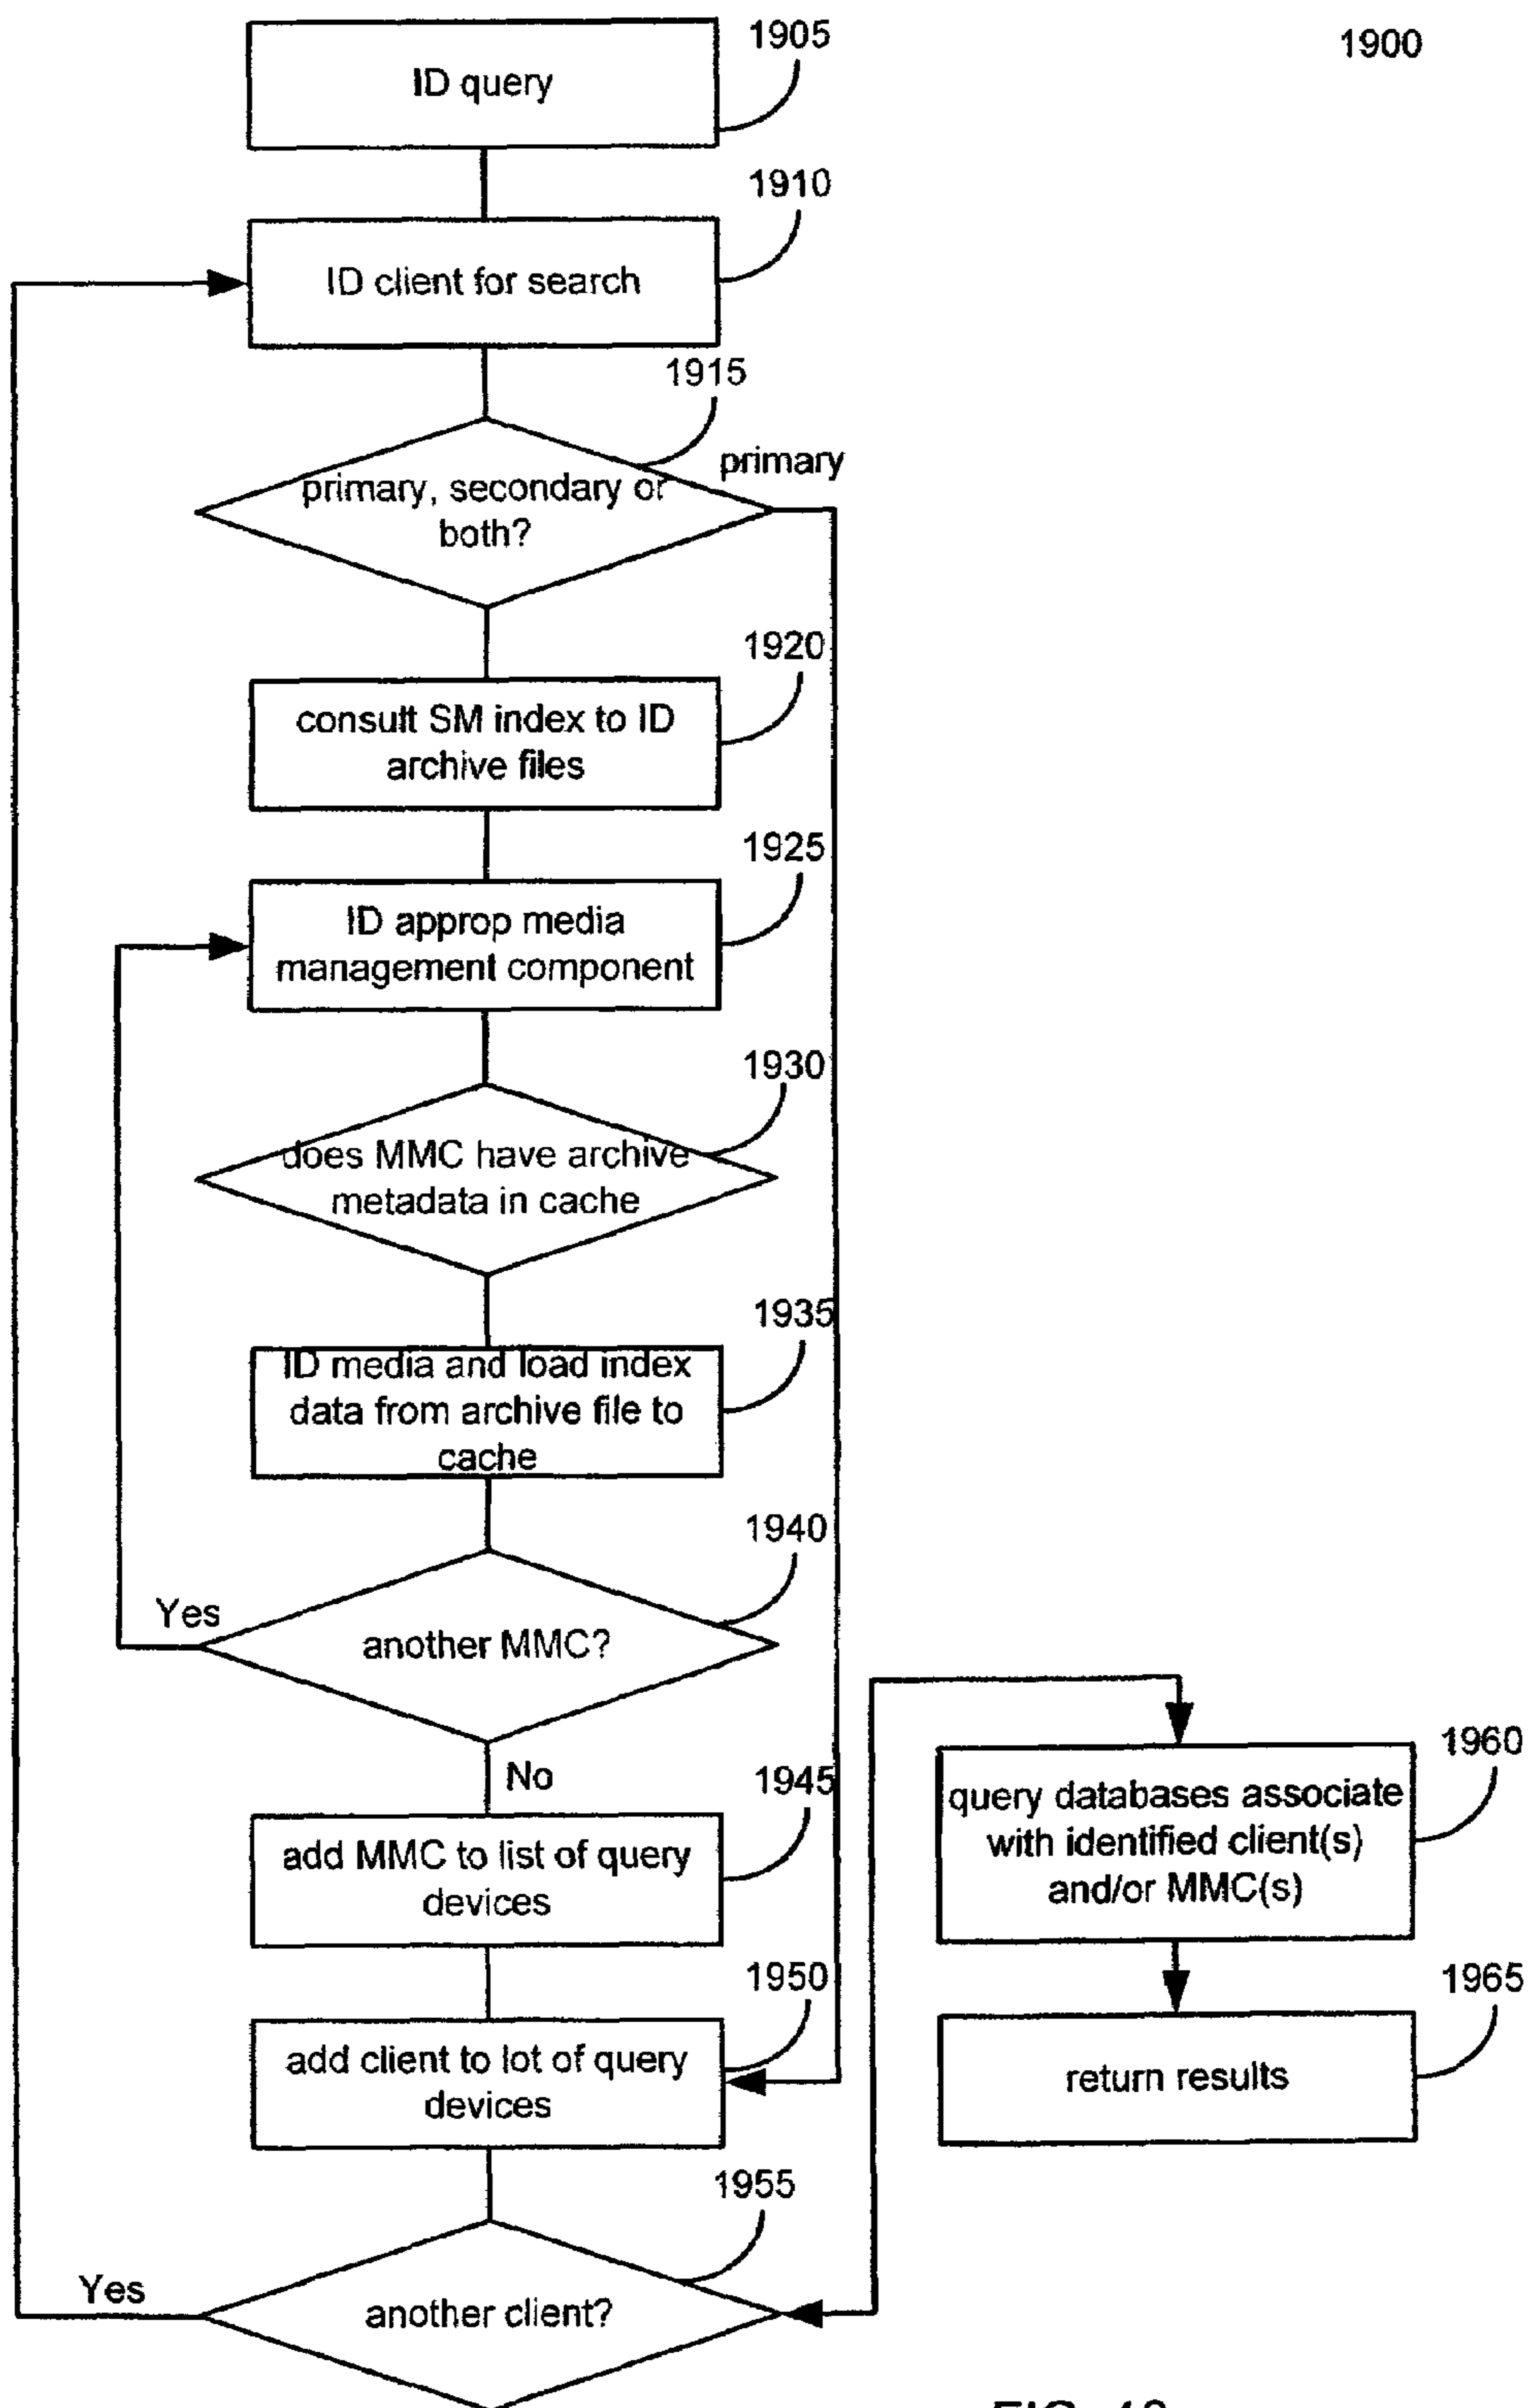 1905
1900
ID query
1910
ID client for search
1915
primary
primary, secondary or
both?
1920
consult SM index to ID
archive files
1925
ID approp media
management component
1930
does MMC have archive
metadata in cache
1935
ID media and load index
data from archive file to
cache
1940
Yes
another MMC?
No
1945
add MMC to list of query
devices
1960
query databases associate
with identified client(s)
and/or MMC(s)
1950
add client to lot of query
devices
1965
return results
1955
Yes
another client?